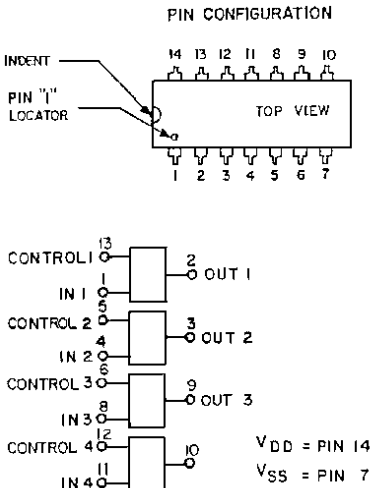 PIN CONFIGURATION
14 13 12 11 8 9 10
INDENT
PIN "1"
LOCATOR
TOP VIEW
1 2 3 4 5 6 7
13
CONTROL1
2
OUT 1
1
IN 1
5
CONTROL 2
3
OUT 2
4
IN 2
6
CONTROL 3
9
OUT 3
8
IN 3
12
CONTROL 4
10
11
IN 4
VDD = PIN 14
VSS = PIN 7